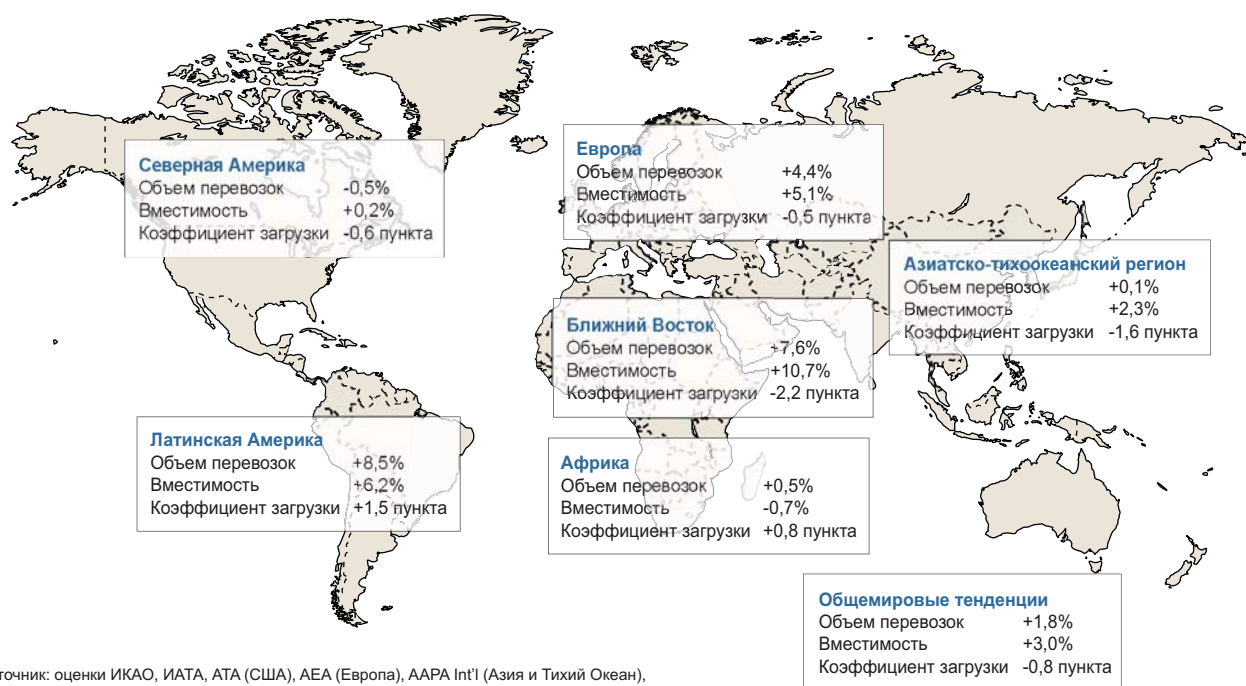 Северная Америка
Объем перевозок -0,5%
Вместимость +0,2%
Коэффициент загрузки -0,6 пункта
Европа
Объем перевозок +4,4%
Вместимость +5,1%
Коэффициент загрузки -0,5 пункта
Азиатско-тихоокеанский регион
Объем перевозок +0,1%
Вместимость +2,3%
Коэффициент загрузки -1,6 пункта
Ближний Восток
Объем перевозок +7,6%
Вместимость +10,7%
Коэффициент загрузки -2,2 пункта
Латинская Америка
Объем перевозок +8,5%
Вместимость +6,2%
Коэффициент загрузки +1,5 пункта
Африка
Объем перевозок +0,5%
Вместимость -0,7%
Коэффициент загрузки +0,8 пункта
Общемировые тенденции
Объем перевозок +1,8%
Вместимость +3,0%
Коэффициент загрузки -0,8 пункта
точник: оценки ИКАО, ИАТА, АТА (США), АЕА (Европа), AAPA Int'l (Азия и Тихий Океан),